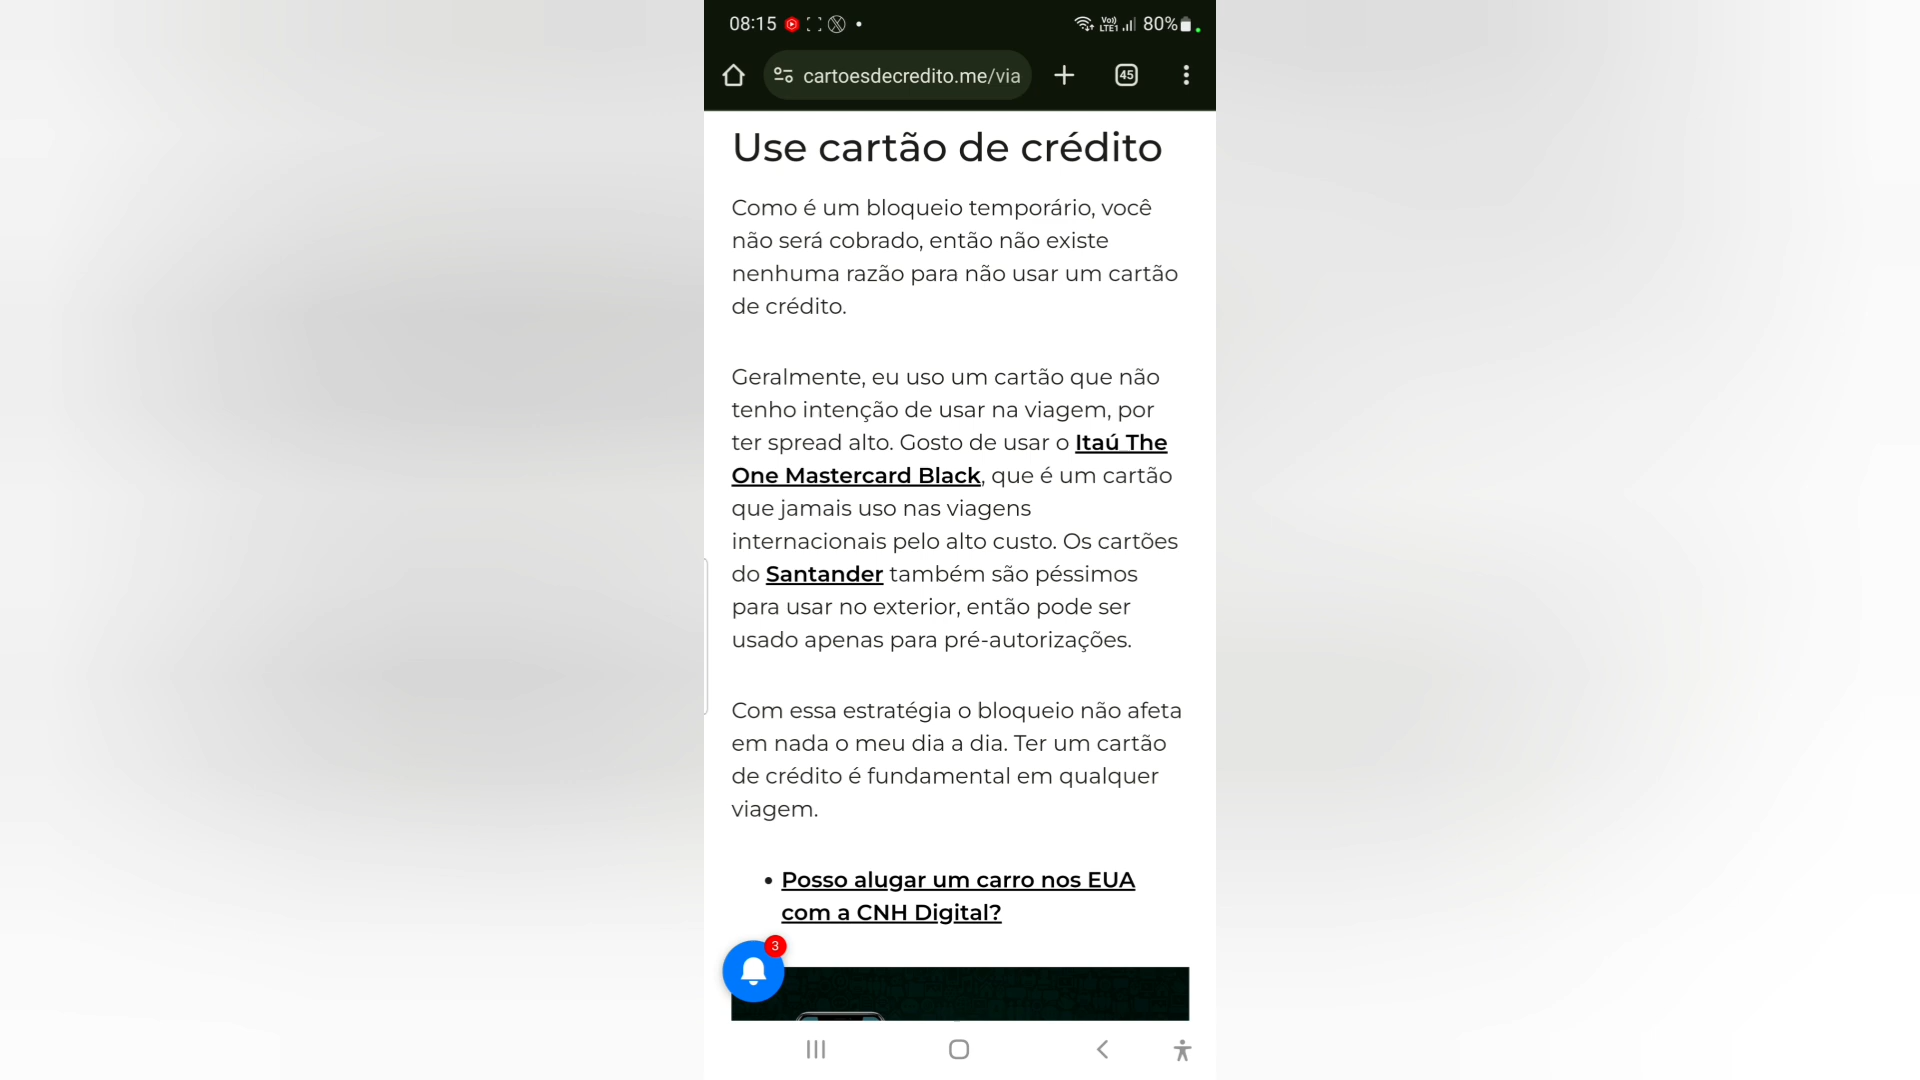 08:15
Vo)) LTE1 80%
cartoesdecredito.me/via
45
Use cartão de crédito
Como é um bloqueio temporário, você
não será cobrado, então não existe
nenhuma razão para não usar um cartão
de crédito.
Geralmente, eu uso um cartão que não
tenho intenção de usar na viagem, por
ter spread alto. Gosto de usar o Itaú The
One Mastercard Black, que é um cartão
que jamais uso nas viagens
internacionais pelo alto custo. Os cartões
do Santander também são péssimos
para usar no exterior, então pode ser
usado apenas para pré-autorizações.
Com essa estratégia o bloqueio não afeta
em nada o meu dia a dia. Ter um cartão
de crédito é fundamental em qualquer
viagem.
• Posso alugar um carro nos EUA
com a CNH Digital?
3